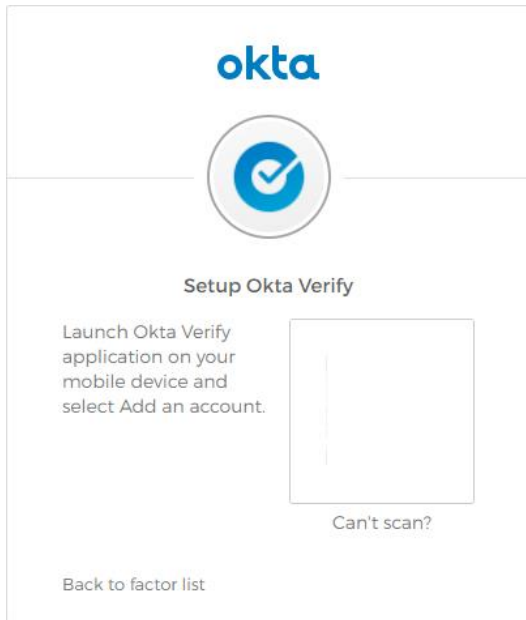 okta
Setup Okta Verify
Launch Okta Verify
application on your
mobile device and
select Add an account.
Can't scan?
Back to factor list